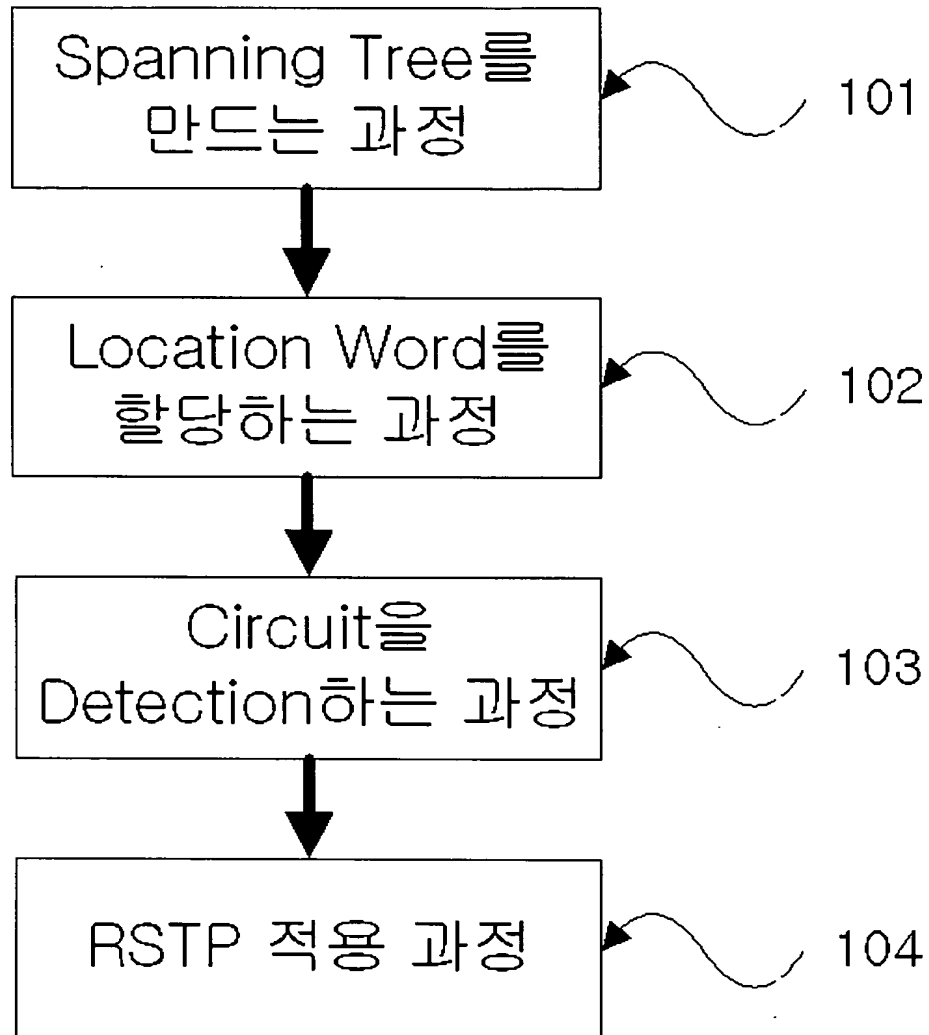 Spanning Tree를
만드는 과정
101
Location Word를
할당하는 과정
102
Circuit을
Detection하는 과정
103
RSTP 적용 과정
104